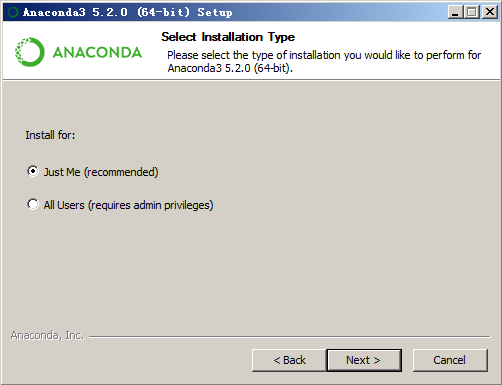 Anaconda3 5.2.0 (64-bit) Setup
ANACONDA
Select Installation Type
Please select the type of installation you would like to perform for
Anaconda3 5.2.0 (64-bit).
Install for:
Just Me (recommended)
All Users (requires admin privileges)
Anaconda, Inc.
< Back
Next >
Cancel